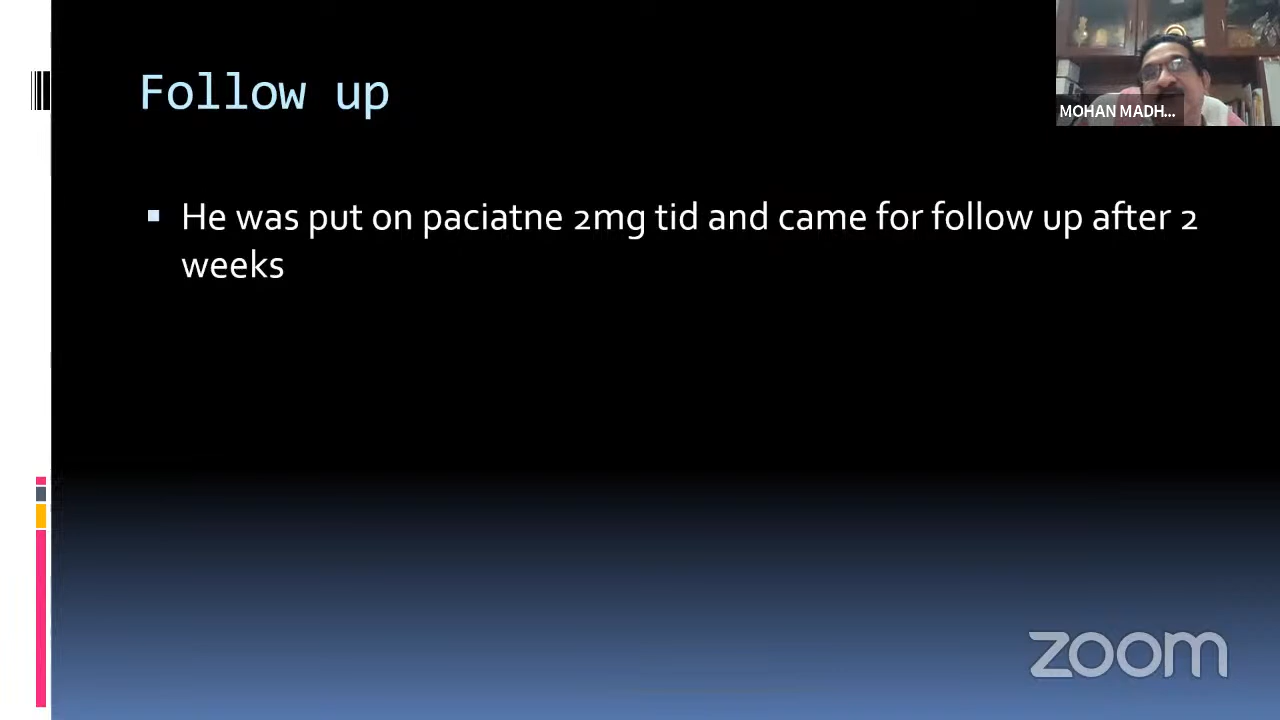 Follow up
MOHAN MADH...
He was put on paciatne 2mg tid and came for follow up after 2
weeks
zoom